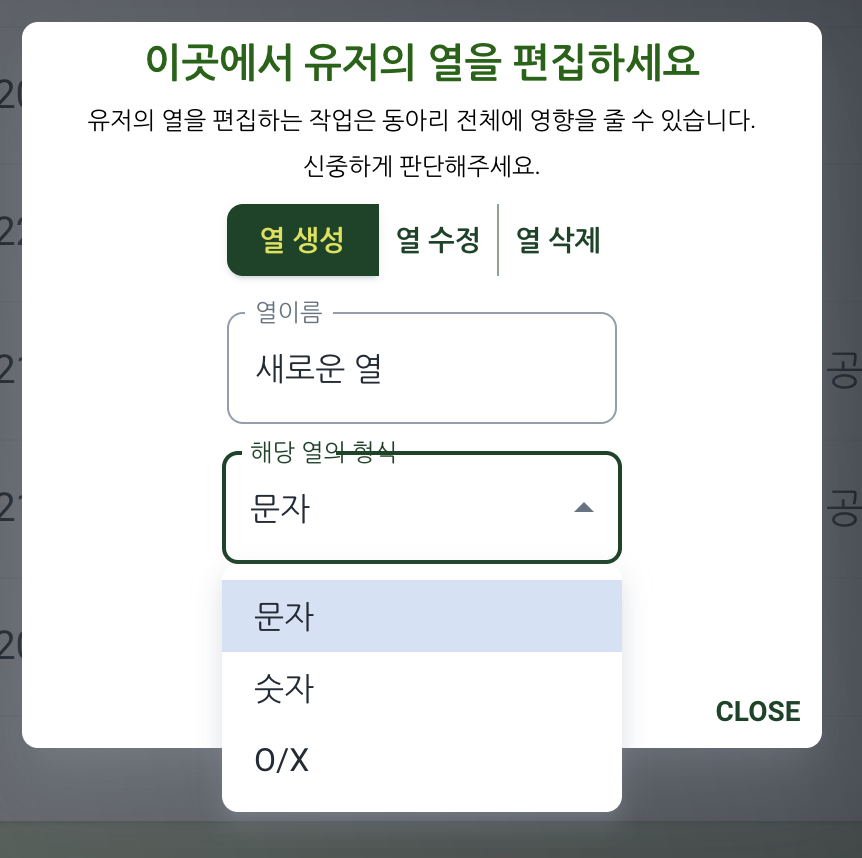 이곳에서 유저의 열을 편집하세요
유저의 열을 편집하는 작업은 동아리 전체에 영향을 줄 수 있습니다.
신중하게 판단해주세요.
열 생성 열 수정 열 삭제
열이름
새로운 열
해당 열의 형식
문자
문자
숫자
O/X
CLOSE
공
공